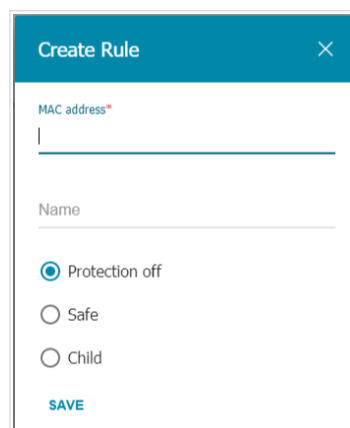 Create Rule
MAC address*
Name
Protection off
Safe
Child
SAVE